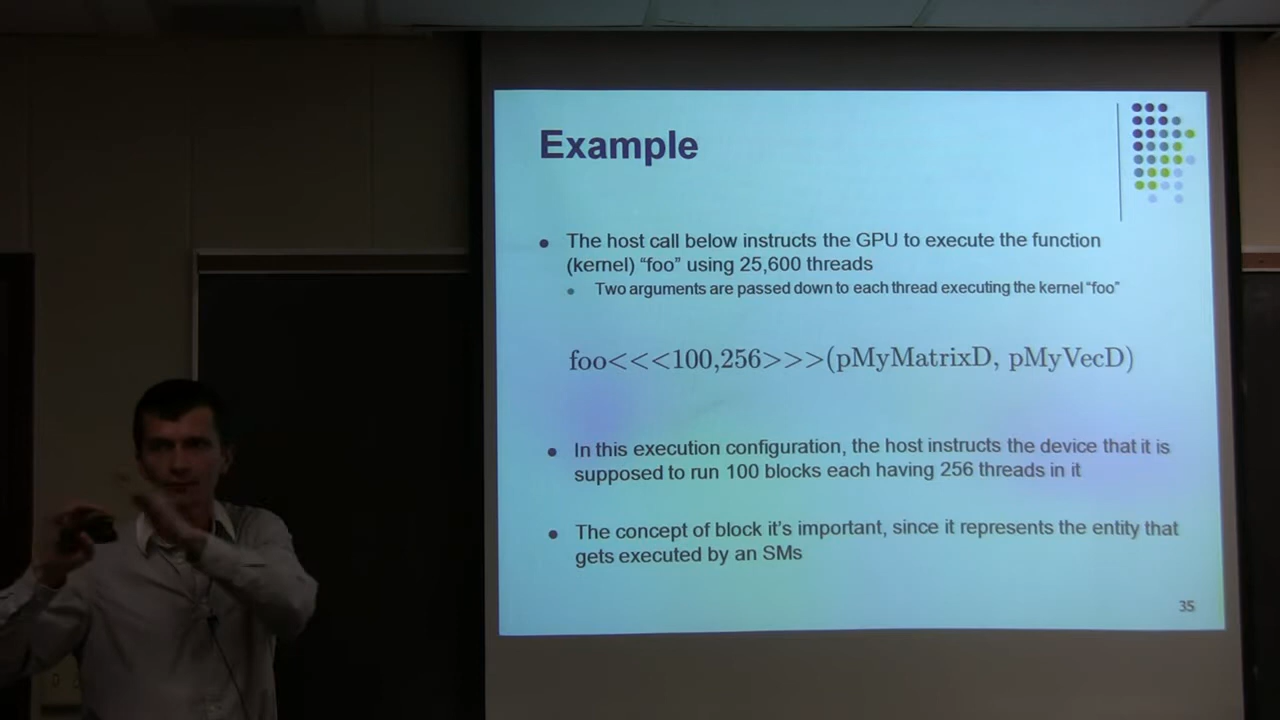 Example
The host call below instructs the GPU to execute the function
(kernel) “foo” using 25,600 threads
Two arguments are passed down to each thread executing the kernel “foo”
foo<<<100,256>>>(pMyMatrixD, pMyVecD)
In this execution configuration, the host instructs the device that it is
supposed to run 100 blocks each having 256 threads in it
The concept of block it’s important, since it represents the entity that
gets executed by an SMs
35